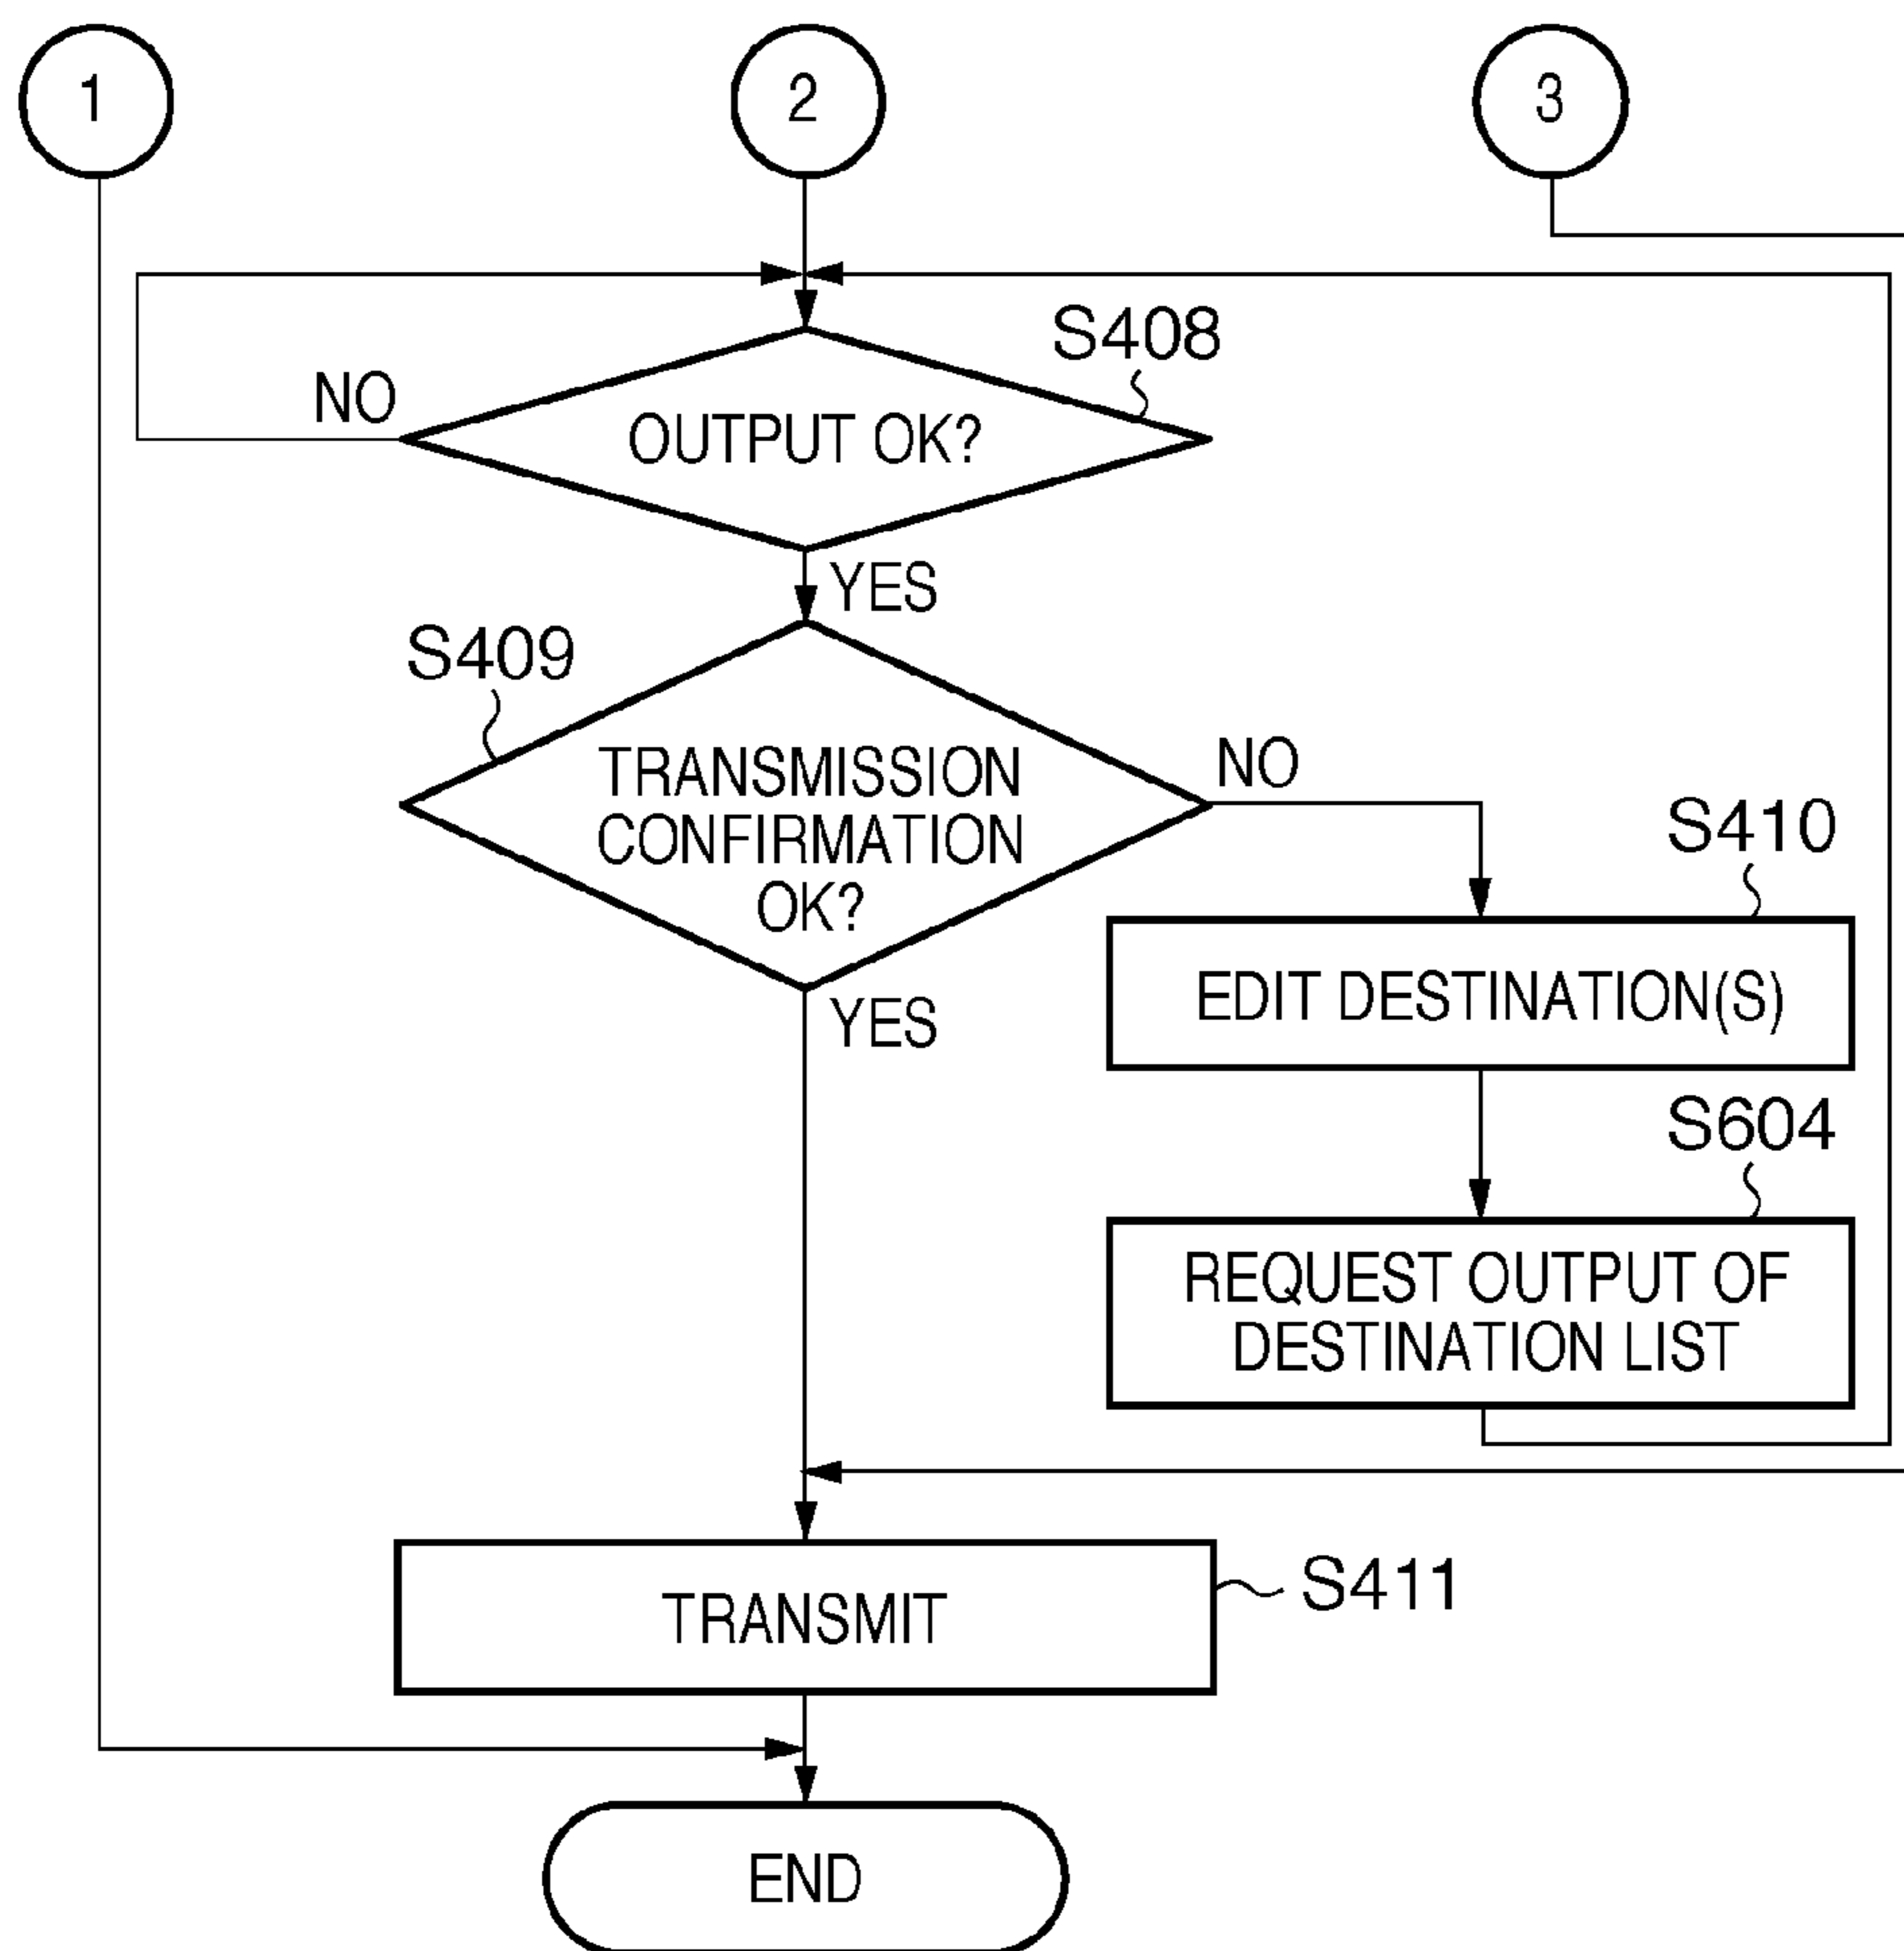 1
2
3
S408
NO
OUTPUT OK?
YES
S409
TRANSMISSION
CONFIRMATION
OK?
NO
S410
EDIT DESTINATION(S)
YES
S604
REQUEST OUTPUT OF
DESTINATION LIST
TRANSMIT
S411
END